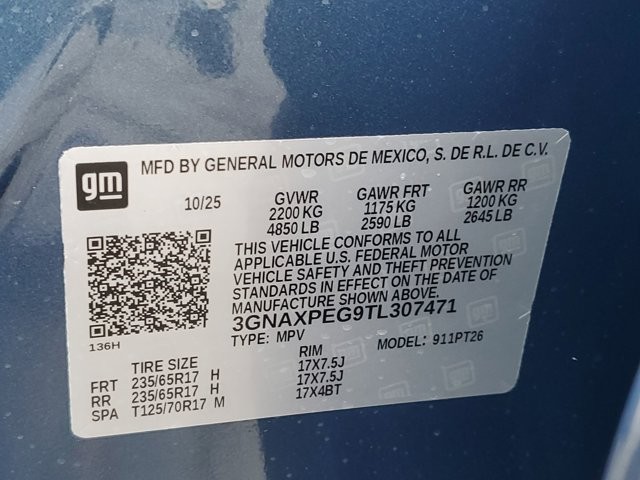 gm
MFD BY GENERAL MOTORS DE MEXICO, S. DE R.L. DE C.V.
10/25 GVWR GAWR FRT GAWR RR
2200 KG 1175 KG 1200 KG
4850 LB 2590 LB 2645 LB
THIS VEHICLE CONFORMS TO ALL
APPLICABLE U.S. FEDERAL MOTOR
VEHICLE SAFETY AND THEFT PREVENTION
STANDARDS IN EFFECT ON THE DATE OF
MANUFACTURE SHOWN ABOVE.
3GNAXPEG9TL307471
136H TYPE: MPV MODEL: 911PT26
TIRE SIZE RIM
FRT 235/65R17 H 17X7.5J
RR 235/65R17 H 17X7.5J
SPA T125/70R17 M 17X4BT